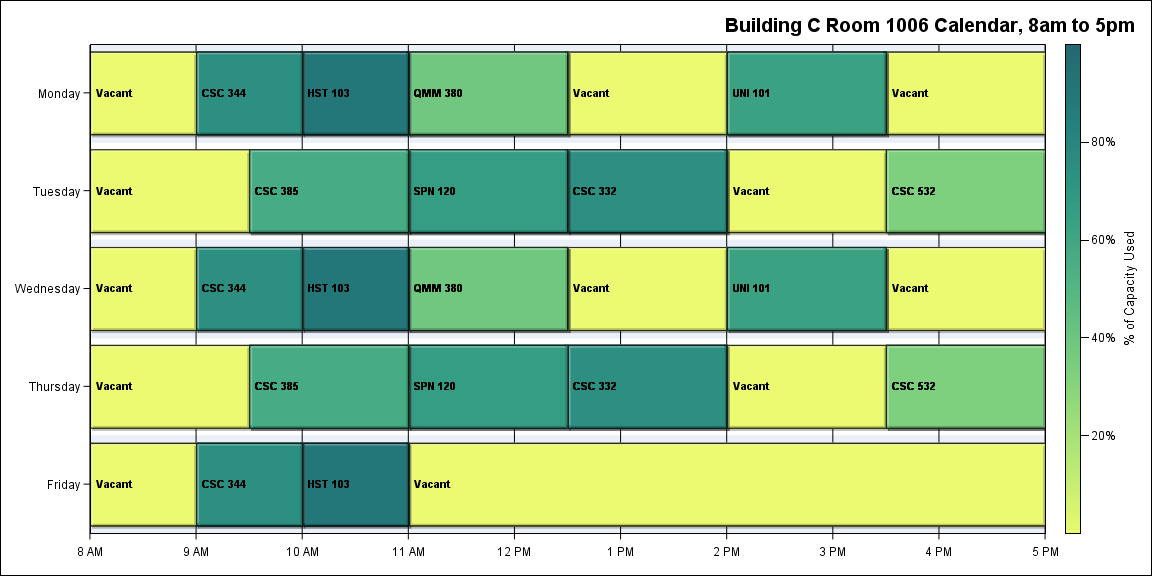 Building C Room 1006 Calendar, 8am to 5pm
Monday Vacant CSC 344 HST 103 QMM 380 Vacant UNI 101 Vacant
Tuesday Vacant CSC 385 SPN 120 CSC 332 Vacant CSC 532
Wednesday Vacant CSC 344 HST 103 QMM 380 Vacant UNI 101 Vacant
Thursday Vacant CSC 385 SPN 120 CSC 332 Vacant CSC 532
Friday Vacant CSC 344 HST 103 Vacant
8 AM 9 AM 10 AM 11 AM 12 PM 1 PM 2 PM 3 PM 4 PM 5 PM
80%
60%
40%
20%
% of Capacity Used